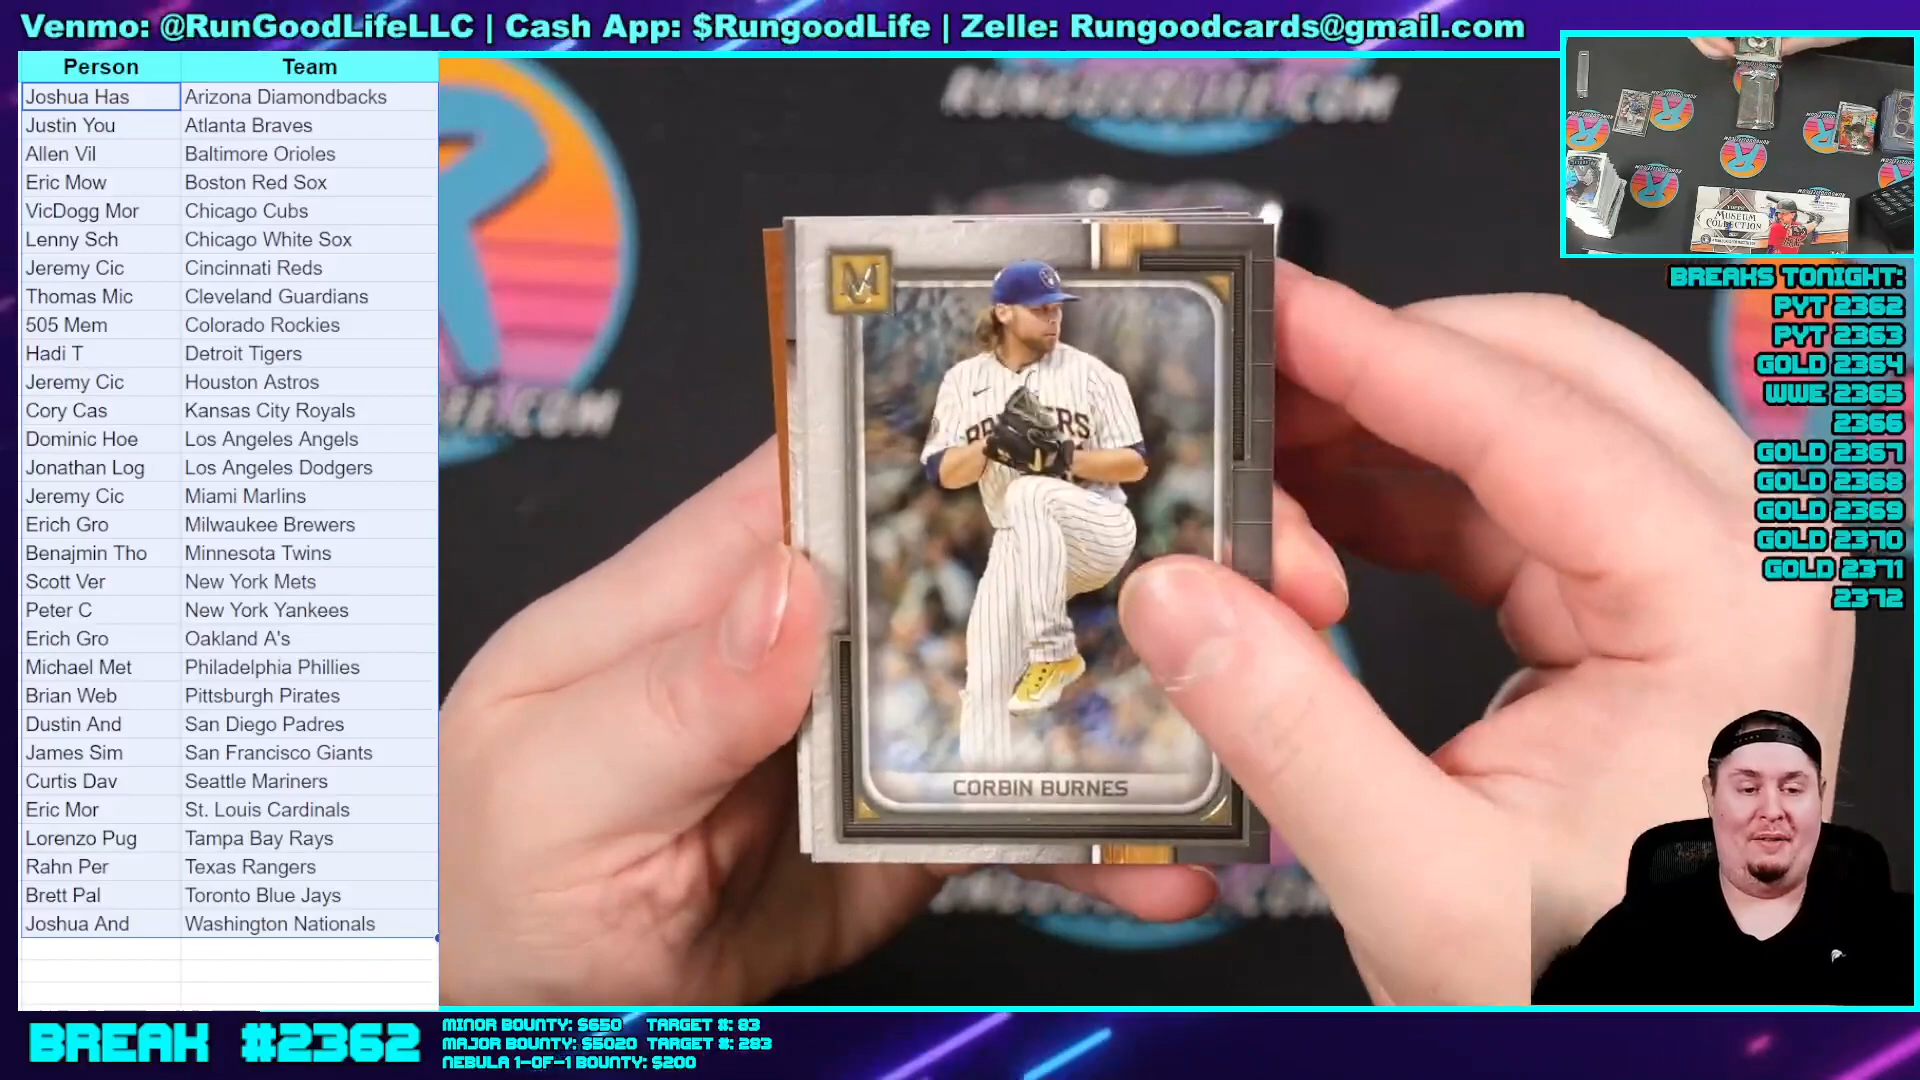 Venmo: @RunGoodLifeLLC | Cash App: $RungoodLife | Zelle: Rungoodcards@gmail.com
Person Team
Joshua Has Arizona Diamondbacks
Justin You Atlanta Braves
Allen Vil Baltimore Orioles
Eric Mow Boston Red Sox
VicDogg Mor Chicago Cubs
Lenny Sch Chicago White Sox
Jeremy Cic Cincinnati Reds
Thomas Mic Cleveland Guardians
505 Mem Colorado Rockies
Hadi T Detroit Tigers
Jeremy Cic Houston Astros
Cory Cas Kansas City Royals
Dominic Hoe Los Angeles Angels
Jonathan Log Los Angeles Dodgers
Jeremy Cic Miami Marlins
Erich Gro Milwaukee Brewers
Benajmin Tho Minnesota Twins
Scott Ver New York Mets
Peter C New York Yankees
Erich Gro Oakland A's
Michael Met Philadelphia Phillies
Brian Web Pittsburgh Pirates
Dustin And San Diego Padres
James Sim San Francisco Giants
Curtis Dav Seattle Mariners
Eric Mor St. Louis Cardinals
Lorenzo Pug Tampa Bay Rays
Rahn Per Texas Rangers
Brett Pal Toronto Blue Jays
Joshua And Washington Nationals
RUNGOODLIFE.COM
R
LIFE.COM
MC
CORBIN BURNES
MUSEUM
COLLECTION
BREAKS TONIGHT:
PYT 2362
PYT 2363
GOLD 2364
WWE 2365
2366
GOLD 2367
GOLD 2368
GOLD 2369
GOLD 2370
GOLD 2371
2372
BREAK #2362
MINOR BOUNTY: $650 TARGET #: 83
MAJOR BOUNTY: $5020 TARGET #: 283
NEBULA 1-OF-1 BOUNTY: $200